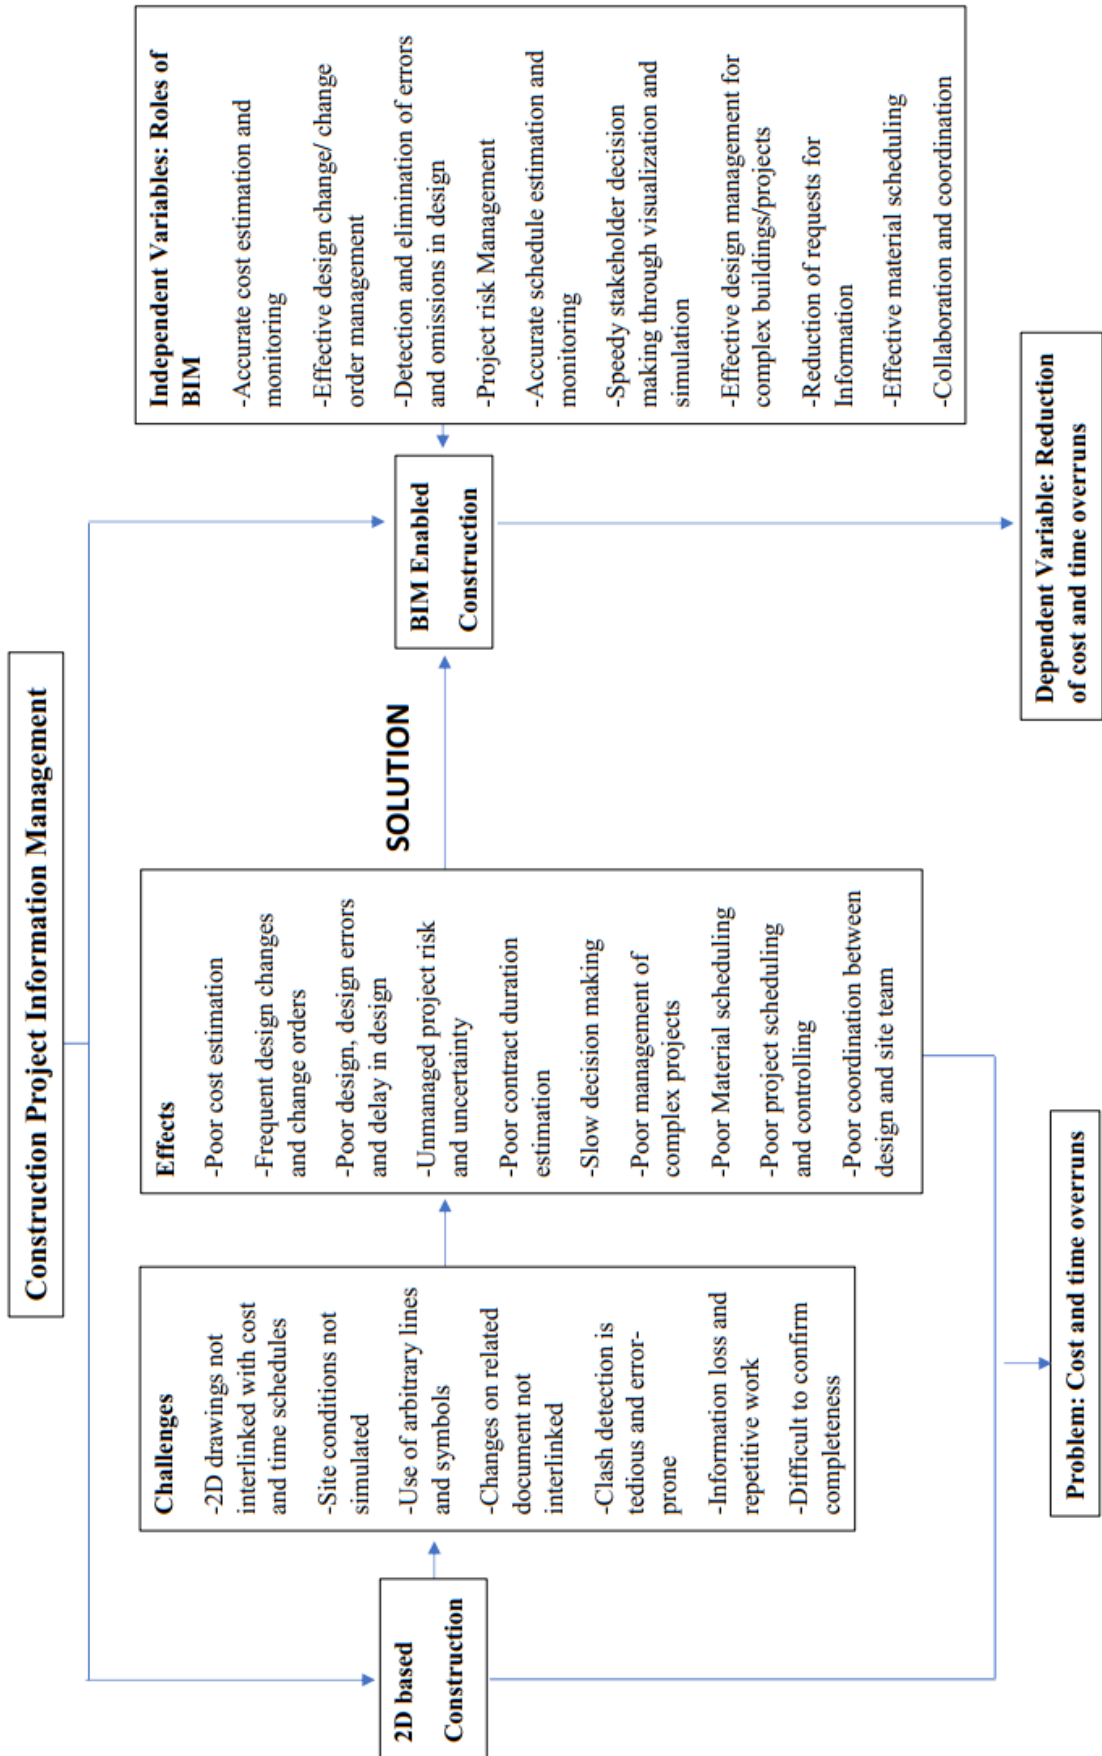 Construction Project Information Management
2D based
Construction
Challenges
-2D drawings not
interlinked with cost
and time schedules
-Site conditions not
simulated
-Use of arbitrary lines
and symbols
-Changes on related
document not
interlinked
-Clash detection is
tedious and error-
prone
-Information loss and
repetitive work
-Difficult to confirm
completeness
Effects
-Poor cost estimation
-Frequent design changes
and change orders
-Poor design, design errors
and delay in design
-Unmanaged project risk
and uncertainty
-Poor contract duration
estimation
-Slow decision making
-Poor management of
complex projects
-Poor Material scheduling
-Poor project scheduling
and controlling
-Poor coordination between
design and site team
SOLUTION
BIM Enabled
Construction
Independent Variables: Roles of
BIM
-Accurate cost estimation and
monitoring
-Effective design change/ change
order management
-Detection and elimination of errors
and omissions in design
-Project risk Management
-Accurate schedule estimation and
monitoring
-Speedy stakeholder decision
making through visualization and
simulation
-Effective design management for
complex buildings/projects
-Reduction of requests for
Information
-Effective material scheduling
-Collaboration and coordination
Problem: Cost and time overruns
Dependent Variable: Reduction
of cost and time overruns